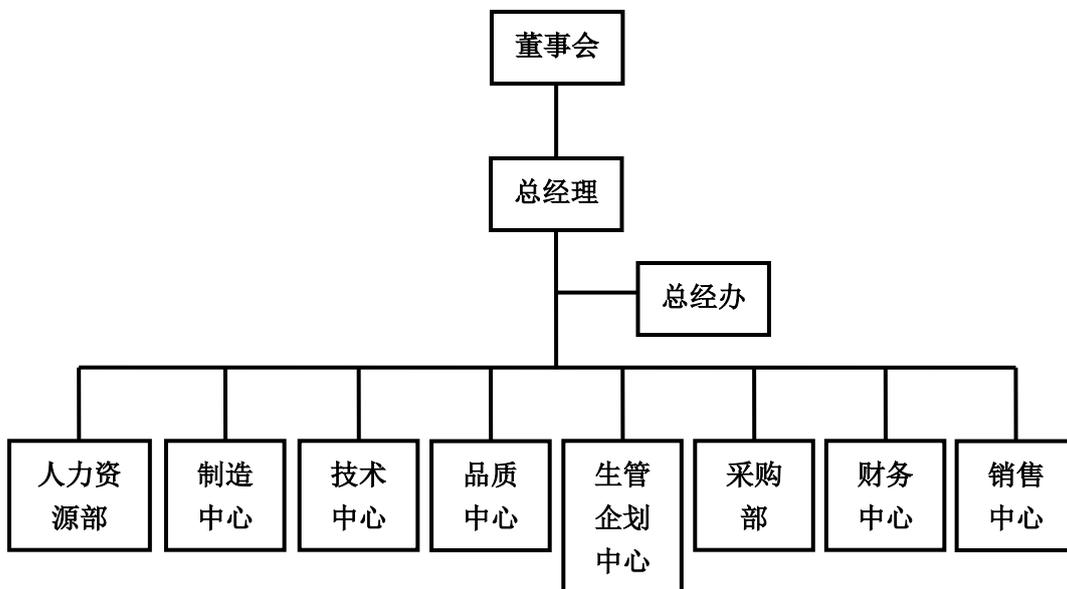 董事会
总经理
总经办
人力资
源部
制造
中心
技术
中心
品质
中心
生管
企划
中心
采购
部
财务
中心
销售
中心